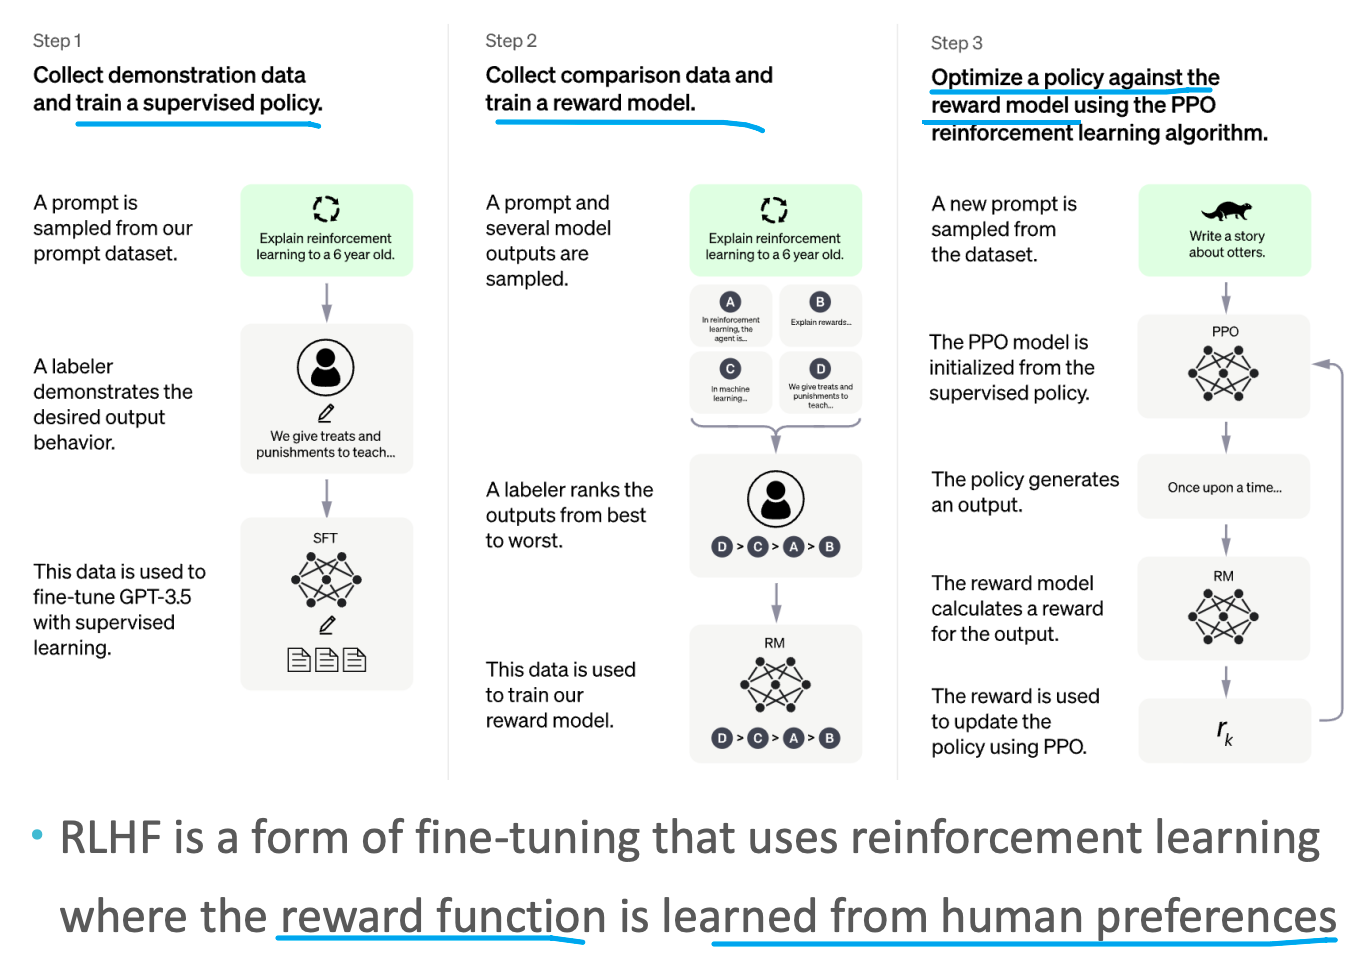 Step 1
Collect demonstration data
and train a supervised policy.
A prompt is
sampled from our
prompt dataset.
Explain reinforcement
learning to a 6 year old.
A labeler
demonstrates the
desired output
behavior.
We give treats and
punishments to teach...
This data is used to
fine-tune GPT-3.5
with supervised
learning.
SFT
Step 2
Collect comparison data and
train a reward model.
A prompt and
several model
outputs are
sampled.
Explain reinforcement
learning to a 6 year old.
A
In reinforcement
learning, the
agent is...
B
Explain rewards...
C
In machine
learning...
D
We give treats and
punishments to
teach...
A labeler ranks the
outputs from best
to worst.
D > C > A > B
This data is used
to train our
reward model.
RM
D > C > A > B
Step 3
Optimize a policy against the
reward model using the PPO
reinforcement learning algorithm.
A new prompt is
sampled from
the dataset.
Write a story
about otters.
The PPO model is
initialized from the
supervised policy.
PPO
The policy generates
an output.
Once upon a time...
The reward model
calculates a reward
for the output.
RM
The reward is used
to update the
policy using PPO.
rk
• RLHF is a form of fine-tuning that uses reinforcement learning
where the reward function is learned from human preferences